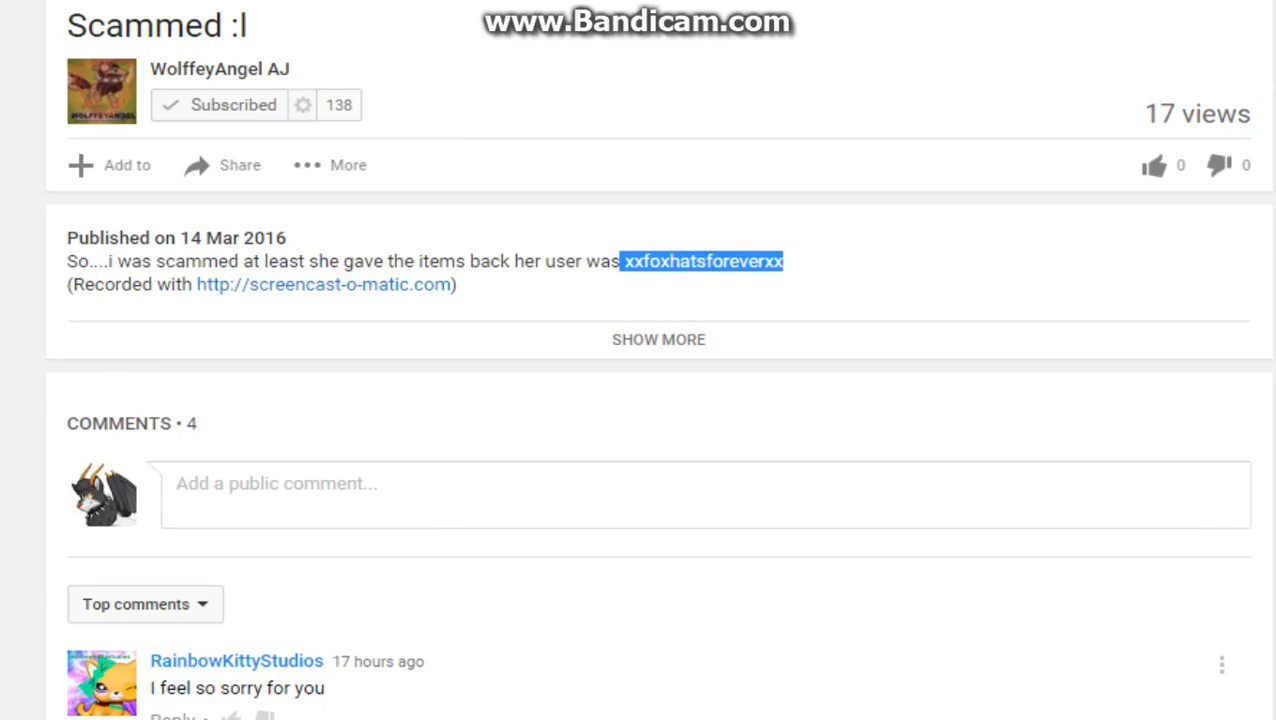 www.Bandicam.com
Scammed :l
WolffeyAngel AJ
WOLFFEYANGEL
Subscribed 138
17 views
Add to Share More 0 0
Published on 14 Mar 2016
So....i was scammed at least she gave the items back her user was xxfoxhatsforeverxx
(Recorded with http://screencast-o-matic.com)
SHOW MORE
COMMENTS • 4
Add a public comment...
Top comments
RainbowKittyStudios 17 hours ago
I feel so sorry for you
Reply •